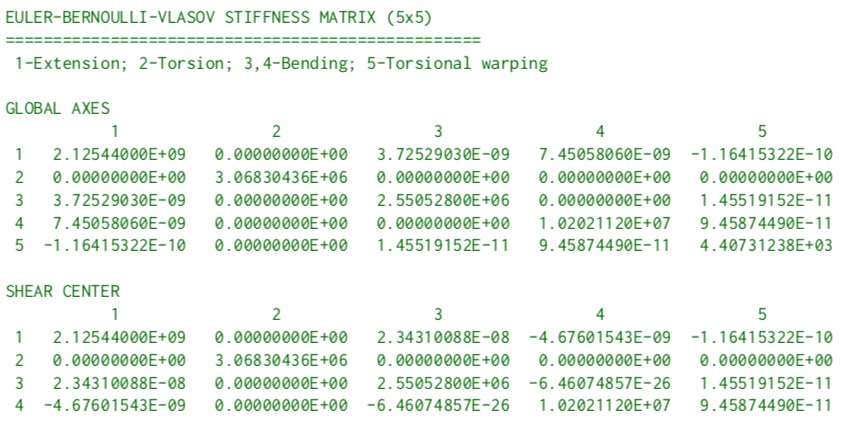 EULER-BERNOULLI-VLASOV STIFFNESS MATRIX (5x5)
==================================================
1-Extension; 2-Torsion; 3,4-Bending; 5-Torsional warping
GLOBAL AXES
1 2 3 4 5
1 2.12544000E+09 0.00000000E+00 3.72529030E-09 7.45058060E-09 -1.16415322E-10
2 0.00000000E+00 3.06830436E+06 0.00000000E+00 0.00000000E+00 0.00000000E+00
3 3.72529030E-09 0.00000000E+00 2.55052800E+06 0.00000000E+00 1.45519152E-11
4 7.45058060E-09 0.00000000E+00 0.00000000E+00 1.02021120E+07 9.45874490E-11
5 -1.16415322E-10 0.00000000E+00 1.45519152E-11 9.45874490E-11 4.40731238E+03
SHEAR CENTER
1 2 3 4 5
1 2.12544000E+09 0.00000000E+00 2.34310088E-08 -4.67601543E-09 -1.16415322E-10
2 0.00000000E+00 3.06830436E+06 0.00000000E+00 0.00000000E+00 0.00000000E+00
3 2.34310088E-08 0.00000000E+00 2.55052800E+06 -6.46074857E-26 1.45519152E-11
4 -4.67601543E-09 0.00000000E+00 -6.46074857E-26 1.02021120E+07 9.45874490E-11